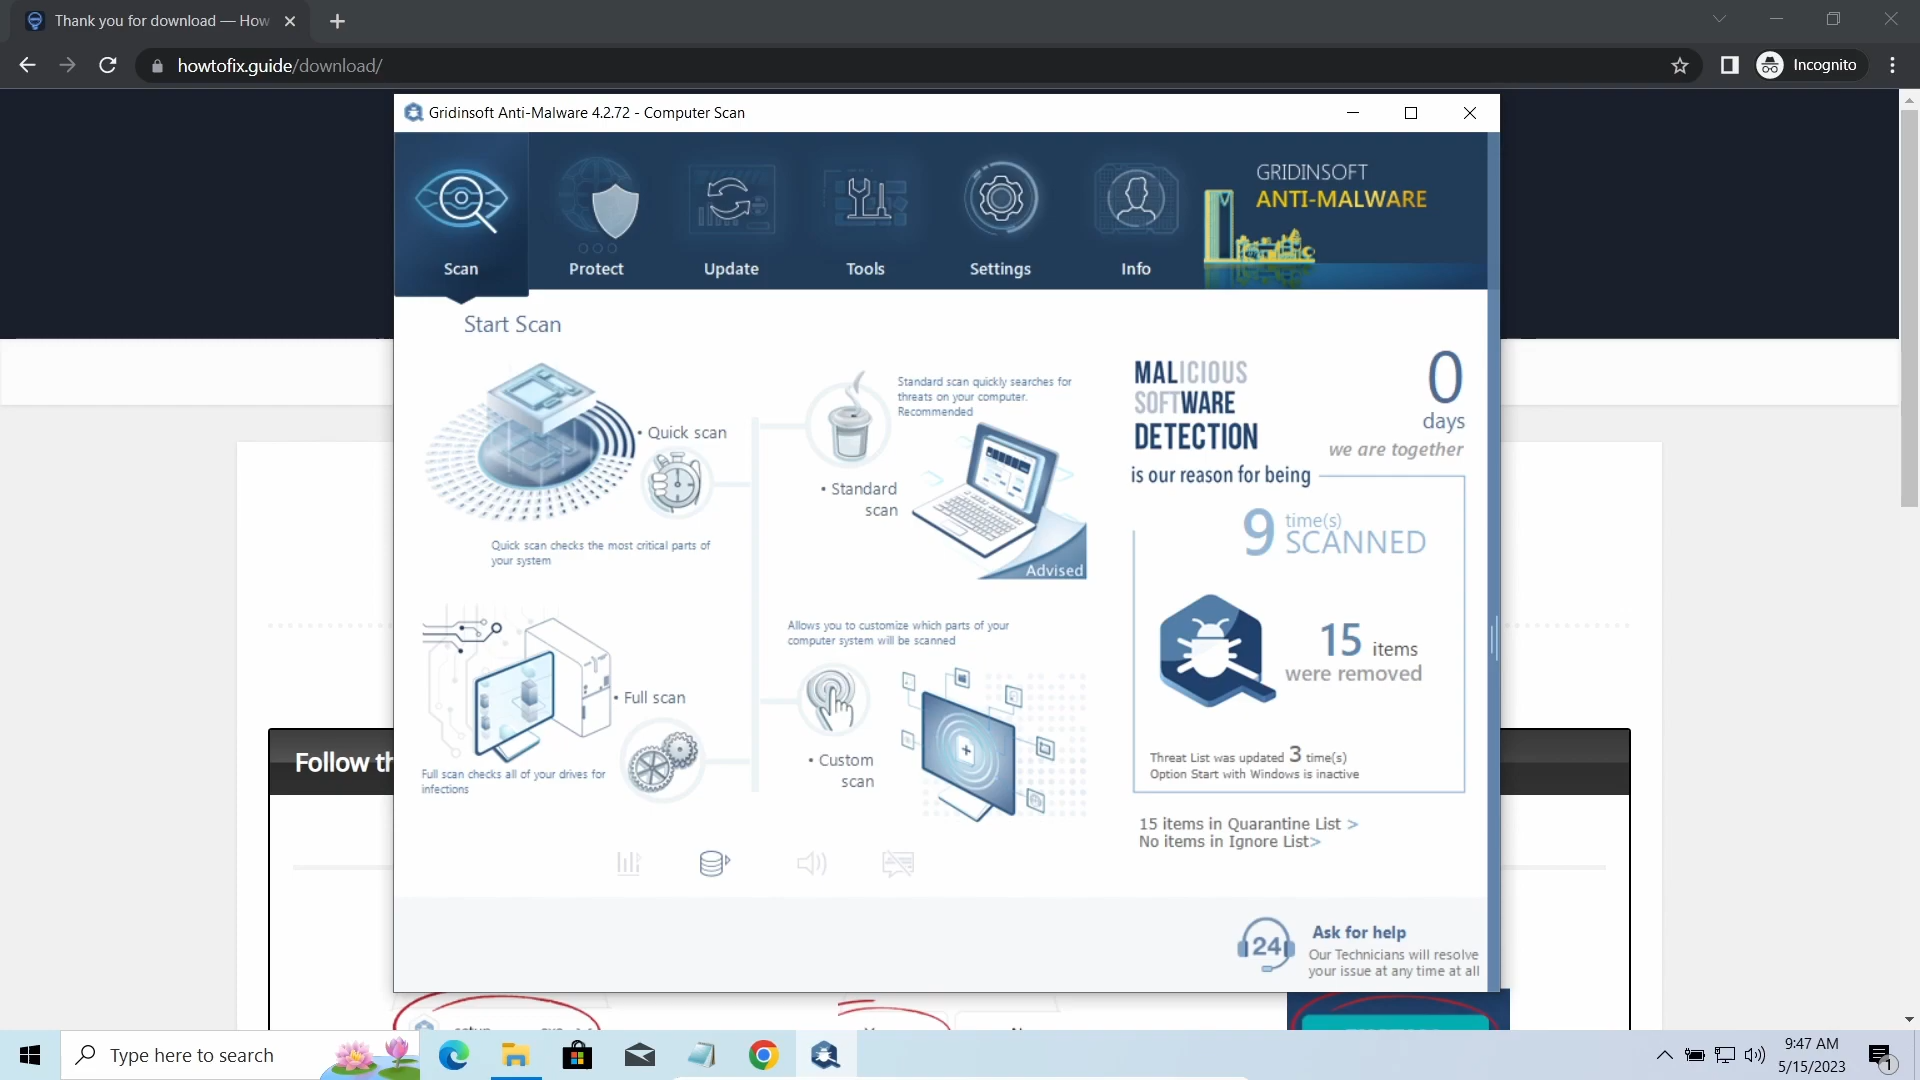 Thank you for download — How
howtofix.guide/download/
Incognito
Gridinsoft Anti-Malware 4.2.72 - Computer Scan
Scan
Protect
Update
Tools
Settings
Info
GRIDINSOFT
ANTI-MALWARE
Start Scan
• Quick scan
Quick scan checks the most critical parts of
your system
Standard scan quickly searches for
threats on your computer.
Recommended
• Standard
scan
Advised
• Full scan
Full scan checks all of your drives for
infections
Allows you to customize which parts of your
computer system will be scanned
• Custom
scan
MALICIOUS
SOFTWARE
DETECTION
is our reason for being
0
days
we are together
9 time(s)
SCANNED
15 items
were removed
Threat List was updated 3 time(s)
Option Start with Windows is inactive
15 items in Quarantine List >
No items in Ignore List>
24
Ask for help
Our Technicians will resolve
your issue at any time at all
Follow th
Type here to search
9:47 AM
5/15/2023
1